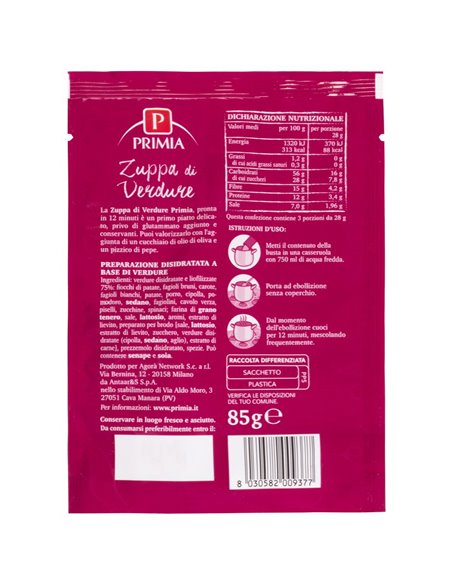 P
PRIMIA
Zuppa di
Verdure
La Zuppa di Verdure Primia, pronta
in 12 minuti è un primo piatto delica-
to, privo di glutammato aggiunto e
conservanti. Puoi valorizzarlo con l'ag-
giunta di un cucchiaio di olio di oliva e
un pizzico di pepe.
PREPARAZIONE DISIDRATATA A
BASE DI VERDURE
Ingredienti: verdure disidratate e liofilizzate
75%: fiocchi di patate, fagioli bruni, carote,
fagioli bianchi, patate, porro, cipolla, po-
modoro, sedano, fagiolini, cavolo verza,
piselli, zucchine, spinaci; farina di grano
tenero, sale, lattosio, aromi, estratto di
lievito, preparato per brodo [sale, lattosio,
estratto di lievito, zucchero, verdure disi-
dratate (cipolla, sedano, aglio), estratto di
carne], prezzemolo disidratato, spezie. Può
contenere senape e soia.
Prodotto per Agorà Network S.c. a r.l.
Via Bernina, 12 - 20158 Milano
da Antaar&S S.p.A.
nello stabilimento di Via Aldo Moro, 3
27051 Cava Manara (PV)
Per informazioni: www.primia.it
Conservare in luogo fresco e asciutto.
Da consumarsi preferibilmente entro il:
DICHIARAZIONE NUTRIZIONALE
Valori medi per 100 g per porzione 28 g
Energia 1320 kJ 370 kJ
313 kcal 88 kcal
Grassi 1,2 g 0 g
di cui acidi grassi saturi 0,3 g 0 g
Carboidrati 56 g 16 g
di cui zuccheri 28 g 7,8 g
Fibre 15 g 4,2 g
Proteine 12 g 3,4 g
Sale 7,0 g 1,96 g
Questa confezione contiene 3 porzioni da 28 g
ISTRUZIONI D'USO:
Metti il contenuto della
busta in una casseruola
con 750 ml di acqua fredda.
Porta ad ebollizione
senza coperchio.
Dal momento
dell'ebollizione cuoci
per 12 minuti, mescolando
frequentemente.
RACCOLTA DIFFERENZIATA
SACCHETTO
PLASTICA
PP5
VERIFICA LE DISPOSIZIONI
DEL TUO COMUNE.
85g℮
8 030582 009377